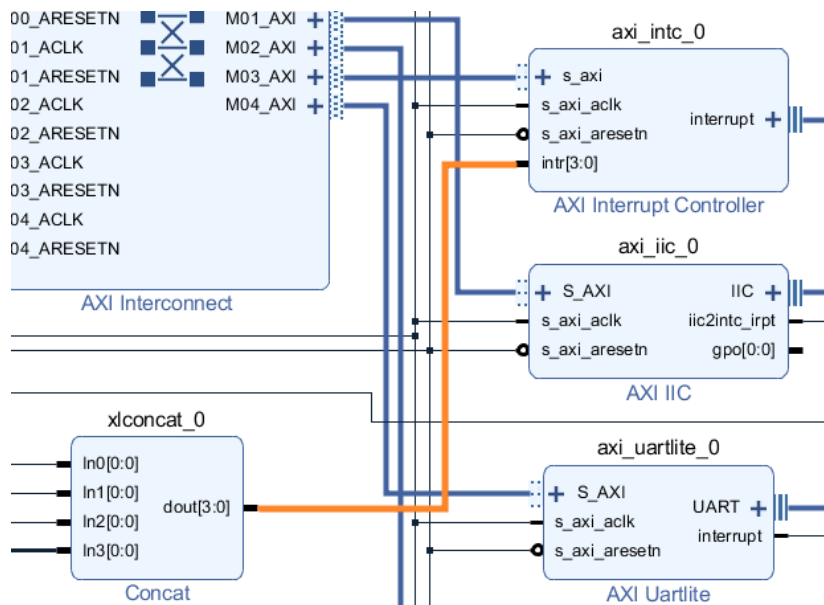 00_ARESETN
01_ACLK
01_ARESETN
02_ACLK
02_ARESETN
03_ACLK
03_ARESETN
04_ACLK
04_ARESETN
M01_AXI
M02_AXI
M03_AXI
M04_AXI
AXI Interconnect
axi_intc_0
s_axi
s_axi_aclk
s_axi_aresetn
intr[3:0]
interrupt
AXI Interrupt Controller
axi_iic_0
S_AXI
s_axi_aclk
s_axi_aresetn
IIC
iic2intc_irpt
gpo[0:0]
AXI IIC
xlconcat_0
In0[0:0]
In1[0:0]
In2[0:0]
In3[0:0]
dout[3:0]
Concat
axi_uartlite_0
S_AXI
s_axi_aclk
s_axi_aresetn
UART
interrupt
AXI Uartlite